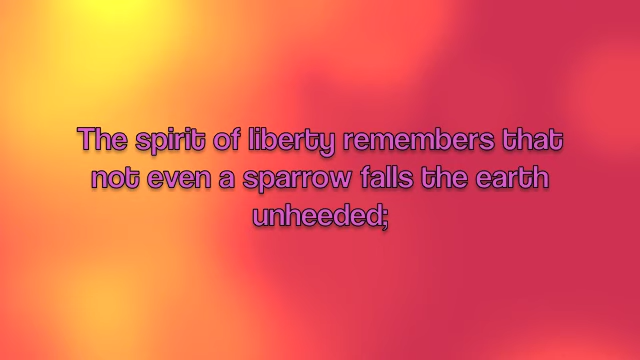 The spirit of liberty remembers that
not even a sparrow falls the earth
unheeded;